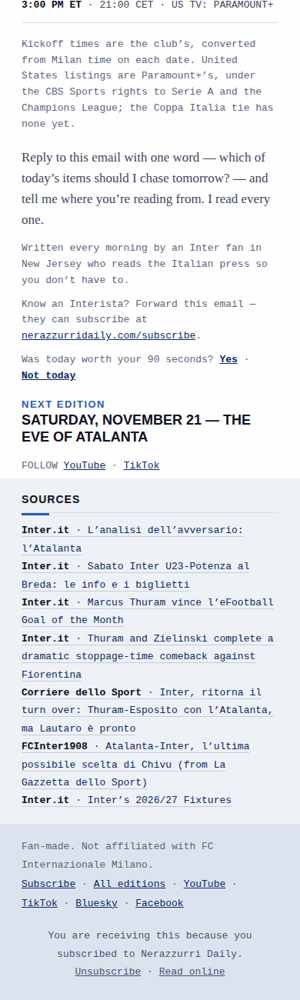 3:00 PM ET · 21:00 CET · US TV: PARAMOUNT+
Kickoff times are the club’s, converted
from Milan time on each date. United
States listings are Paramount+’s, under
the CBS Sports rights to Serie A and the
Champions League; the Coppa Italia tie has
none yet.
Reply to this email with one word — which of
today’s items should I chase tomorrow? — and
tell me where you’re reading from. I read every
one.
Written every morning by an Inter fan in
New Jersey who reads the Italian press so
you don’t have to.
Know an Interista? Forward this email —
they can subscribe at
nerazzurridaily.com/subscribe.
Was today worth your 90 seconds? Yes ·
Not today
NEXT EDITION
SATURDAY, NOVEMBER 21 — THE
EVE OF ATALANTA
FOLLOW YouTube · TikTok
SOURCES
Inter.it · L’analisi dell’avversario:
l’Atalanta
Inter.it · Sabato Inter U23-Potenza al
Breda: le info e i biglietti
Inter.it · Marcus Thuram vince l’eFootball
Goal of the Month
Inter.it · Thuram and Zielinski complete a
dramatic stoppage-time comeback against
Fiorentina
Corriere dello Sport · Inter, ritorna il
turn over: Thuram-Esposito con l’Atalanta,
ma Lautaro è pronto
FCInter1908 · Atalanta-Inter, l’ultima
possibile scelta di Chivu (from La
Gazzetta dello Sport)
Inter.it · Inter’s 2026/27 Fixtures
Fan-made. Not affiliated with FC
Internazionale Milano.
Subscribe · All editions · YouTube ·
TikTok · Bluesky · Facebook
You are receiving this because you
subscribed to Nerazzurri Daily.
Unsubscribe · Read online